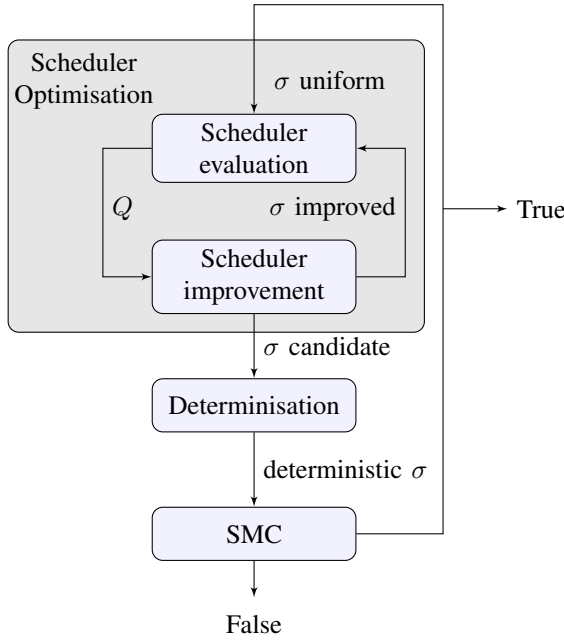 Scheduler
Optimisation
σ uniform
Scheduler
evaluation
Q
σ improved
True
Scheduler
improvement
σ candidate
Determinisation
deterministic σ
SMC
False